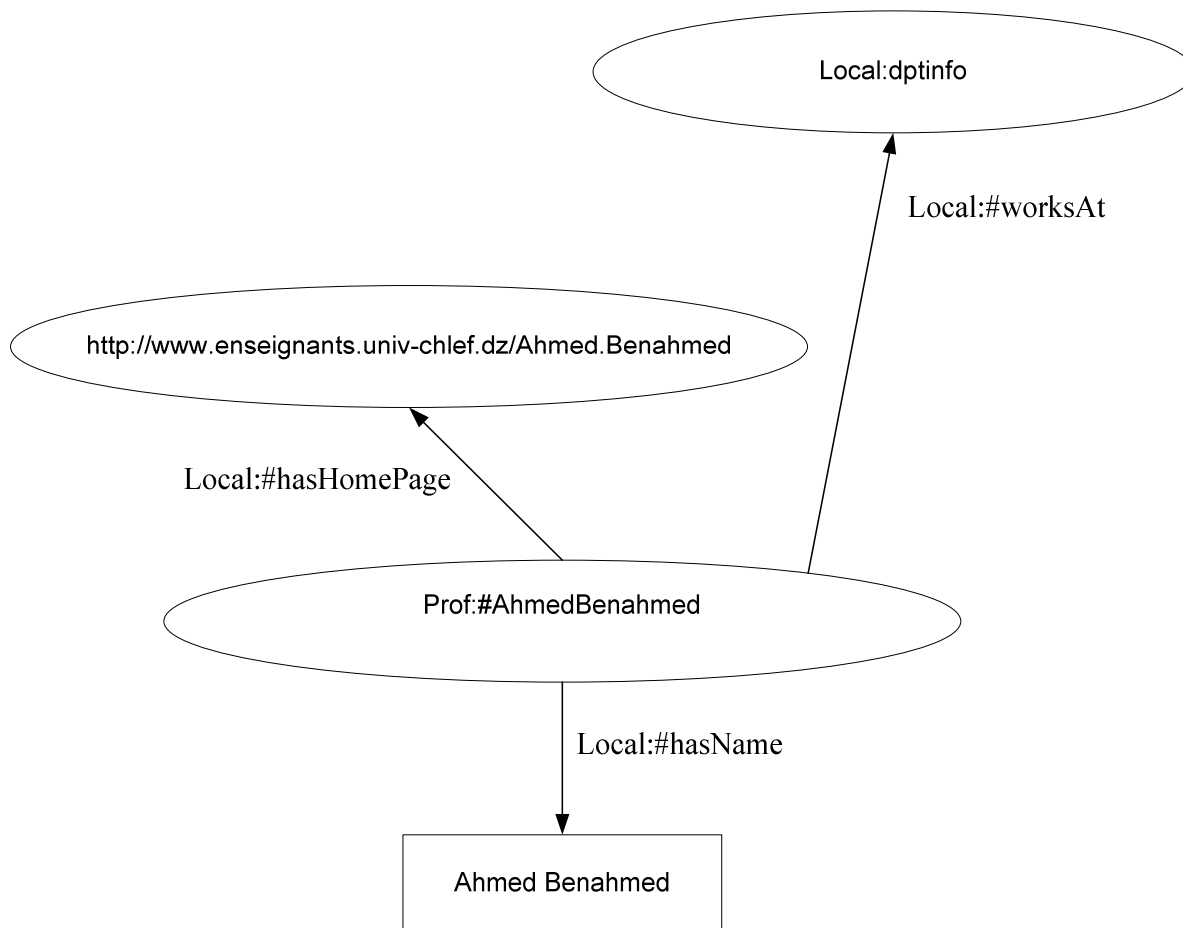 Local:dptinfo
Local:#worksAt
http://www.enseignants.univ-chlef.dz/Ahmed.Benahmed
Local:#hasHomePage
Prof:#AhmedBenahmed
Local:#hasName
Ahmed Benahmed